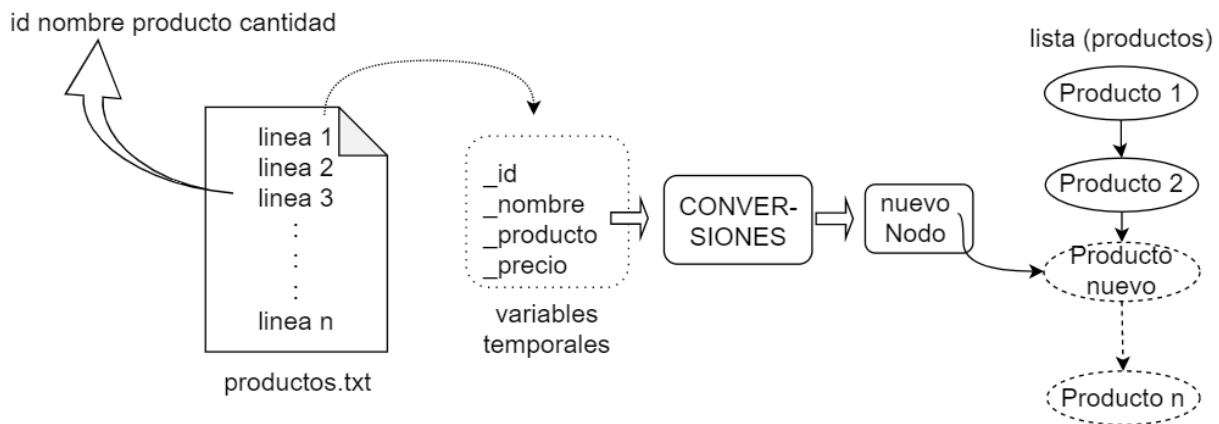 id nombre producto cantidad
linea 1
linea 2
linea 3
.
.
.
.
linea n
productos.txt
_id
_nombre
_producto
_precio
variables
temporales
CONVER-
SIONES
nuevo
Nodo
lista (productos)
Producto 1
Producto 2
Producto
nuevo
Producto n